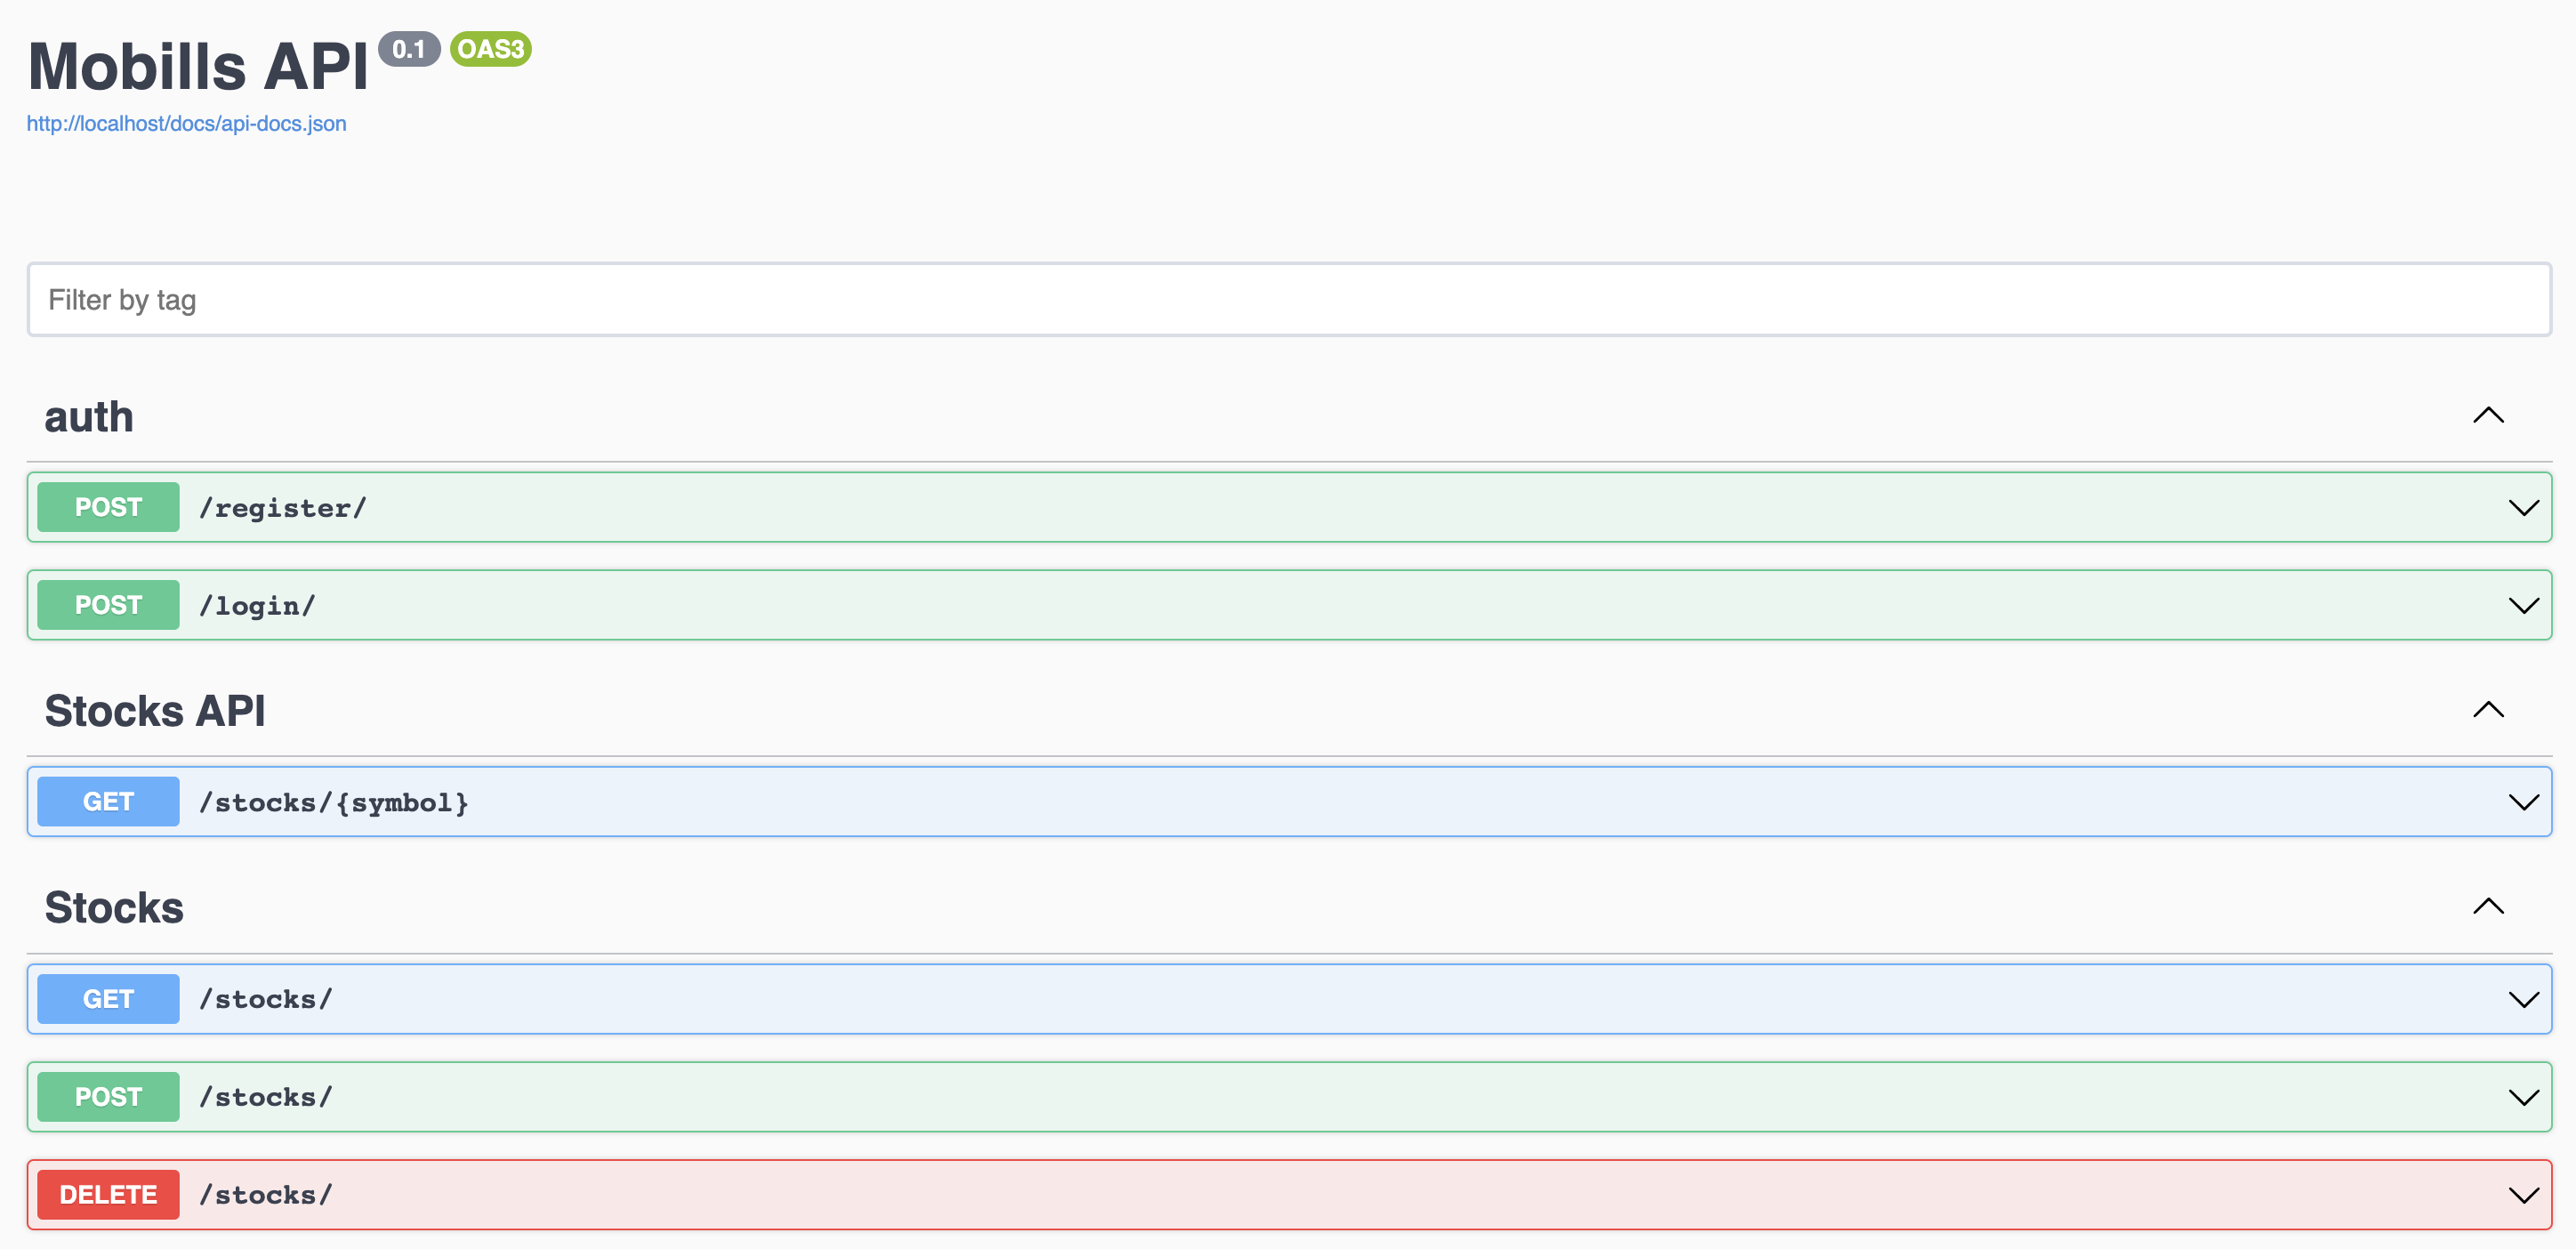 Mobills API 0.1 OAS3
http://localhost/docs/api-docs.json
Filter by tag
auth
POST /register/
POST /login/
Stocks API
GET /stocks/{symbol}
Stocks
GET /stocks/
POST /stocks/
DELETE /stocks/